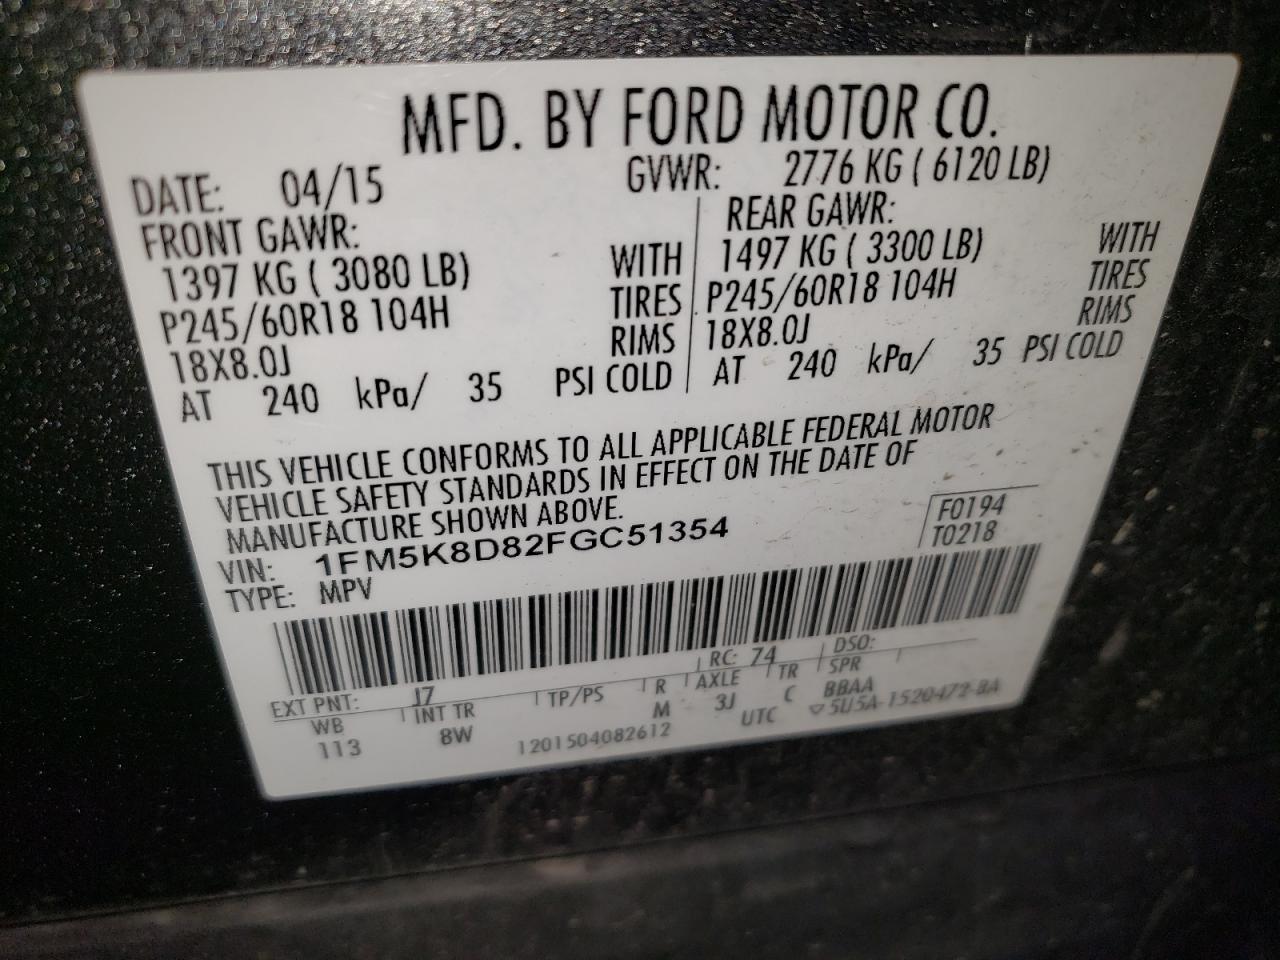 MFD. BY FORD MOTOR CO.
DATE: 04/15 GVWR: 2776 KG ( 6120 LB)
FRONT GAWR: REAR GAWR:
1397 KG ( 3080 LB) WITH 1497 KG ( 3300 LB) WITH
P245/60R18 104H TIRES P245/60R18 104H TIRES
18X8.0J RIMS 18X8.0J RIMS
AT 240 kPa/ 35 PSI COLD AT 240 kPa/ 35 PSI COLD
THIS VEHICLE CONFORMS TO ALL APPLICABLE FEDERAL MOTOR
VEHICLE SAFETY STANDARDS IN EFFECT ON THE DATE OF
MANUFACTURE SHOWN ABOVE.
VIN: 1FM5K8D82FGC51354 F0194
TYPE: MPV T0218
EXT PNT: J7 RC: 74 DSO:
WB INT TR TP/PS R AXLE TR SPR
113 8W M 3J C BBAA
1201504082612 UTC ▽5U5A-1520472-BA